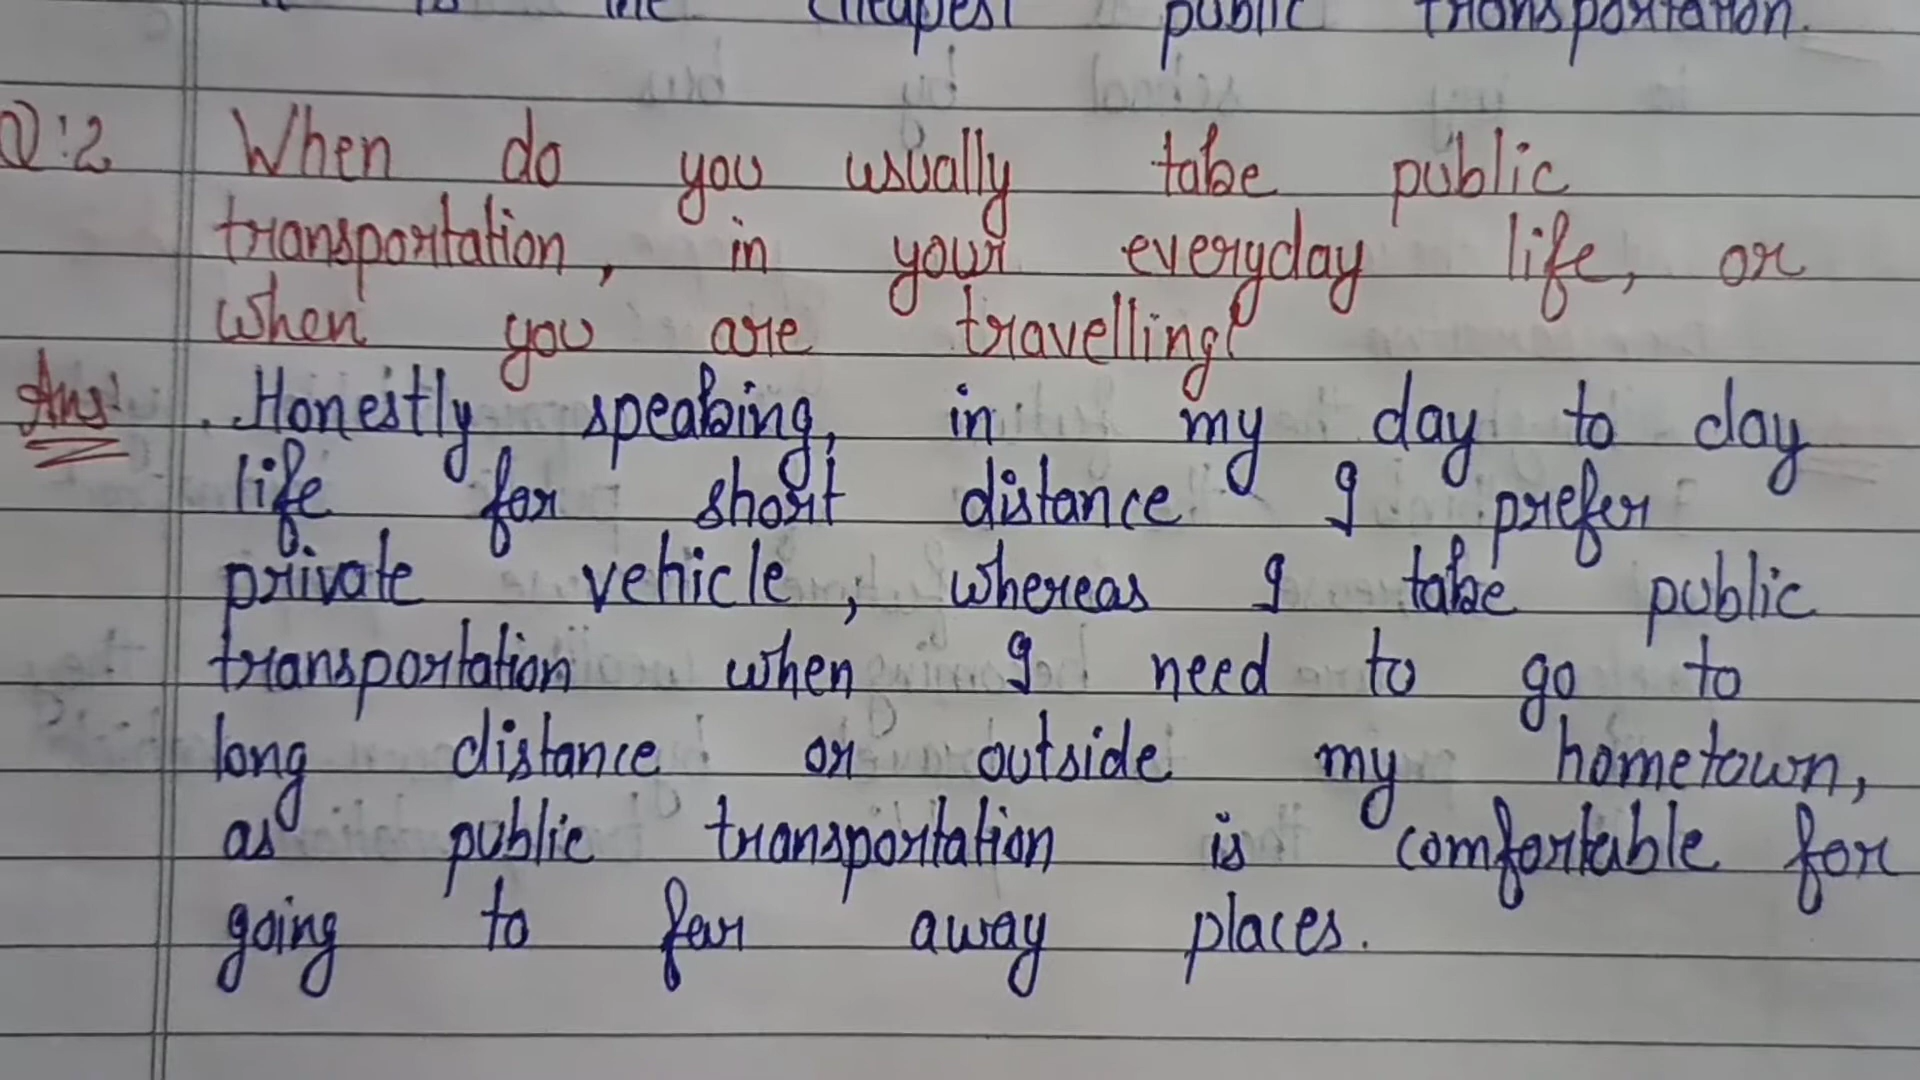 the cheapest public transportation.
Q:2 When do you usually take public
transportation, in your everyday life, or
when you are travelling?
Ans: Honestly speaking, in my day to day
life for short distance I prefer
private vehicle, whereas I take public
transportation when I need to go to
long distance or outside my hometown,
as public transportation is comfortable for
going to far away places.